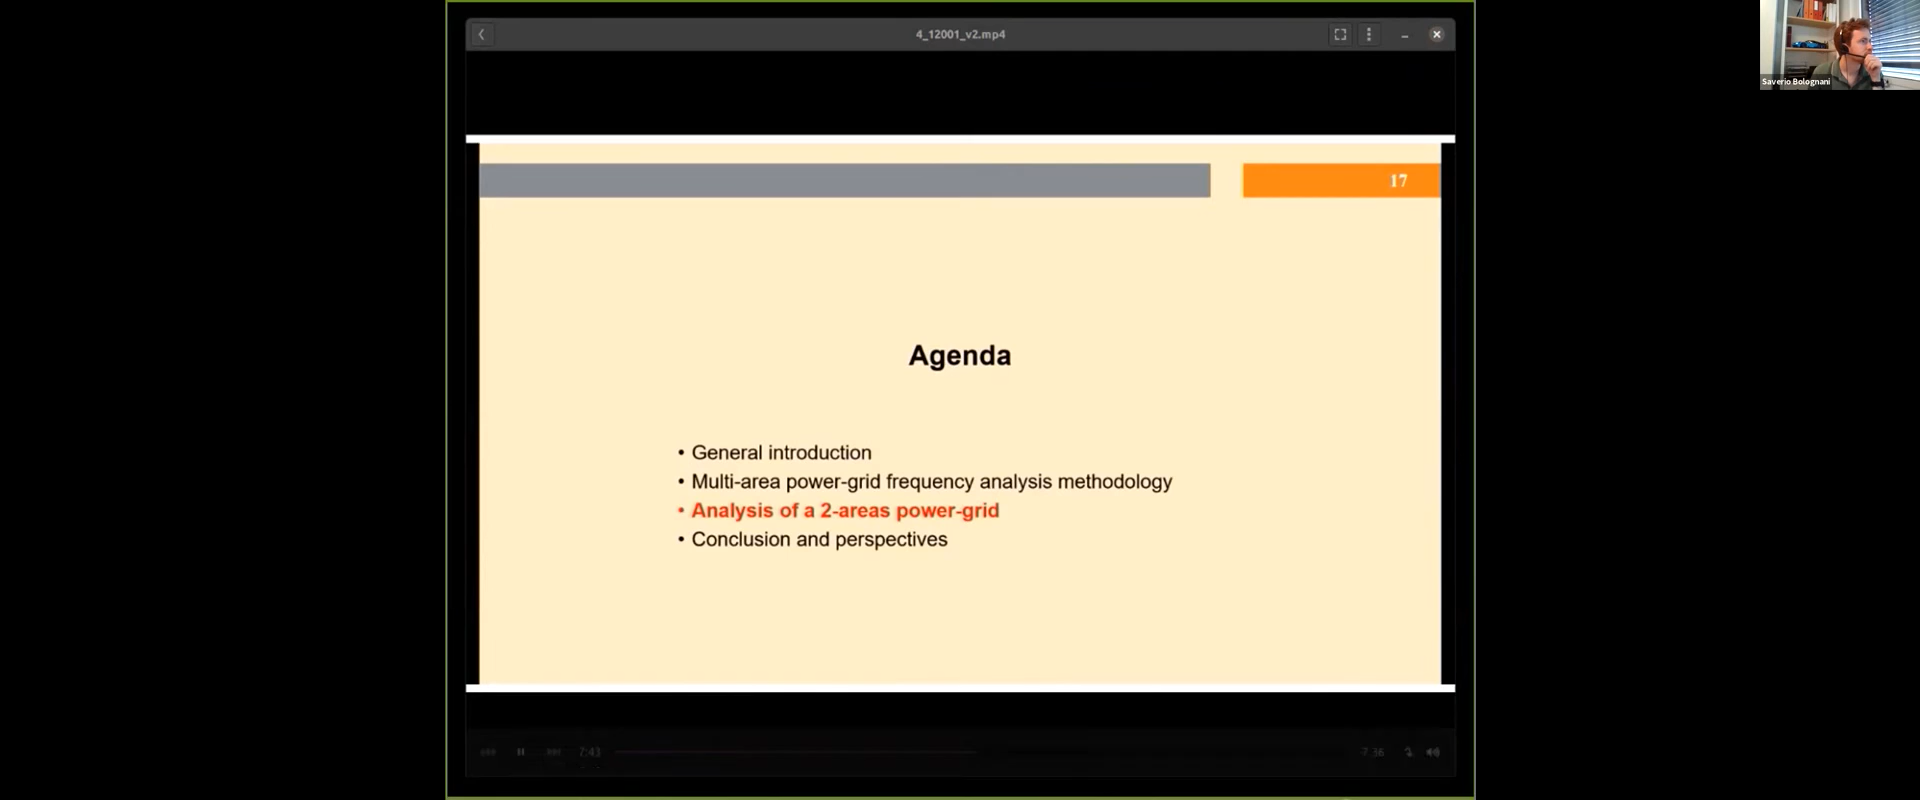 4_12001_v2.mp4
Saverio Bolognani
17
Agenda
• General introduction
• Multi-area power-grid frequency analysis methodology
• Analysis of a 2-areas power-grid
• Conclusion and perspectives
7:43
7:36